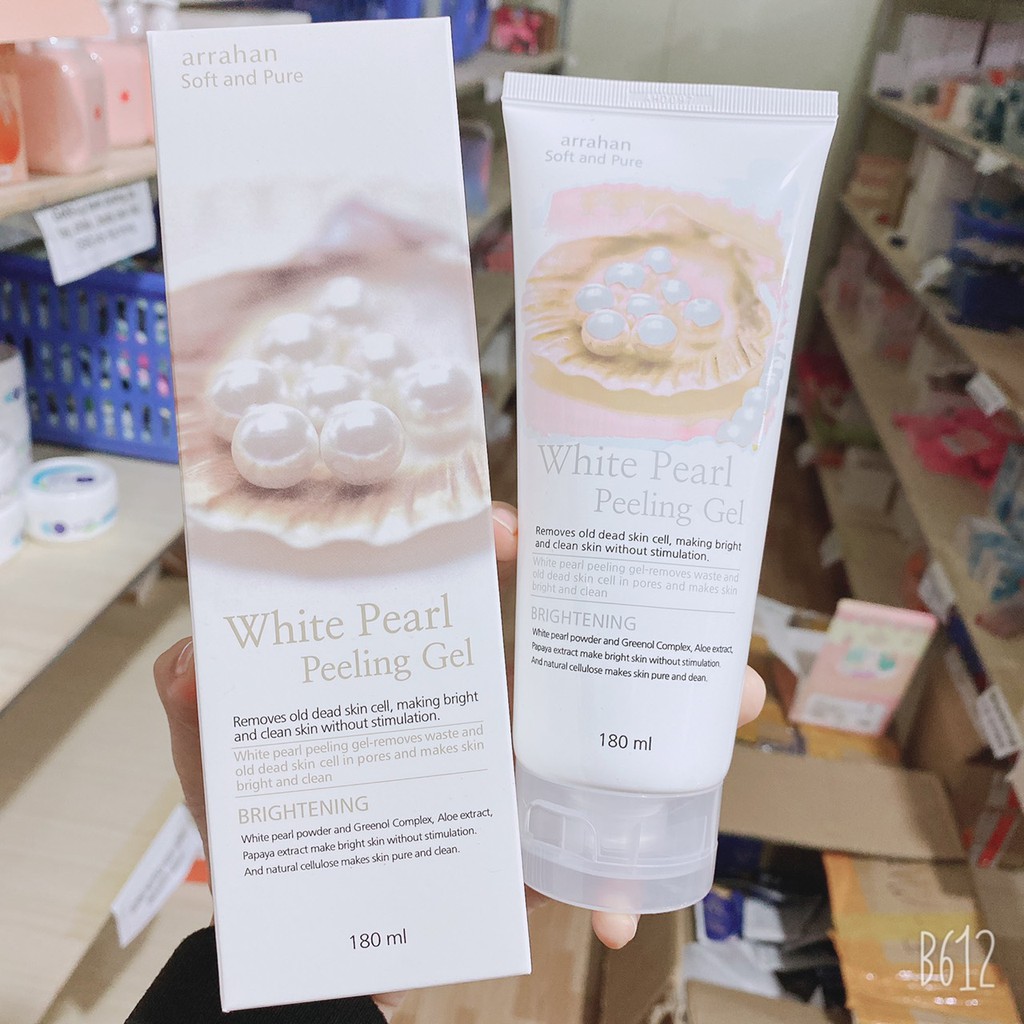 arrahan
Soft and Pure
White Pearl
Peeling Gel
Removes old dead skin cell, making bright
and clean skin without stimulation.
White pearl peeling gel-removes waste and
old dead skin cell in pores and makes skin
bright and clean
BRIGHTENING
White pearl powder and Greenol Complex, Aloe extract,
Papaya extract make bright skin without stimulation.
And natural cellulose makes skin pure and clean.
180 ml
arrahan
Soft and Pure
White Pearl
Peeling Gel
Removes old dead skin cell, making bright
and clean skin without stimulation.
White pearl peeling gel-removes waste and
old dead skin cell in pores and makes skin
bright and clean
BRIGHTENING
White pearl powder and Greenol Complex, Aloe extract,
Papaya extract make bright skin without stimulation.
And natural cellulose makes skin pure and clean.
180 ml
B612